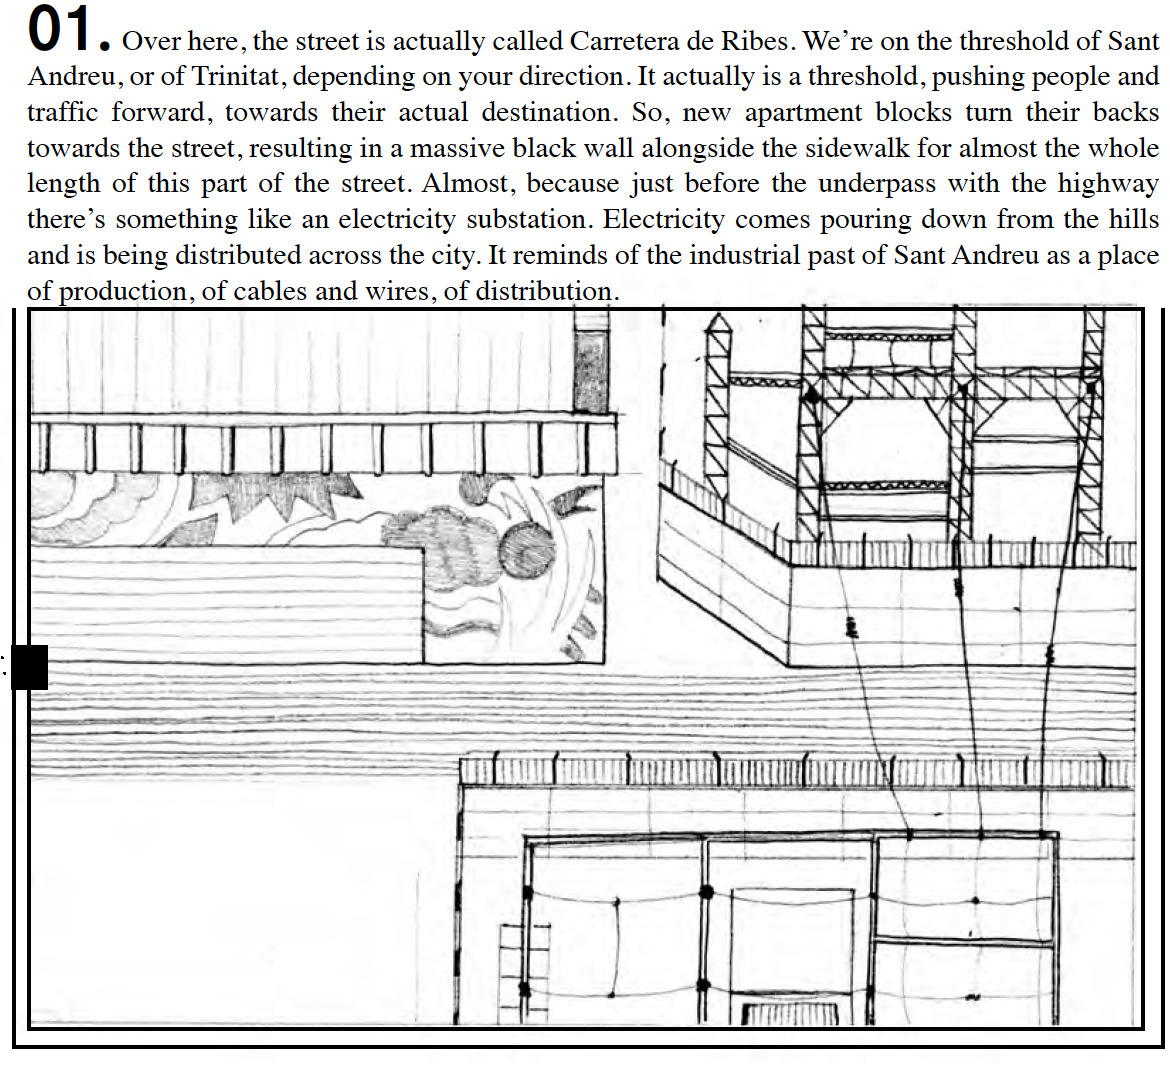 01. Over here, the street is actually called Carretera de Ribes. We’re on the threshold of Sant
Andreu, or of Trinitat, depending on your direction. It actually is a threshold, pushing people and
traffic forward, towards their actual destination. So, new apartment blocks turn their backs
towards the street, resulting in a massive black wall alongside the sidewalk for almost the whole
length of this part of the street. Almost, because just before the underpass with the highway
there’s something like an electricity substation. Electricity comes pouring down from the hills
and is being distributed across the city. It reminds of the industrial past of Sant Andreu as a place
of production, of cables and wires, of distribution.